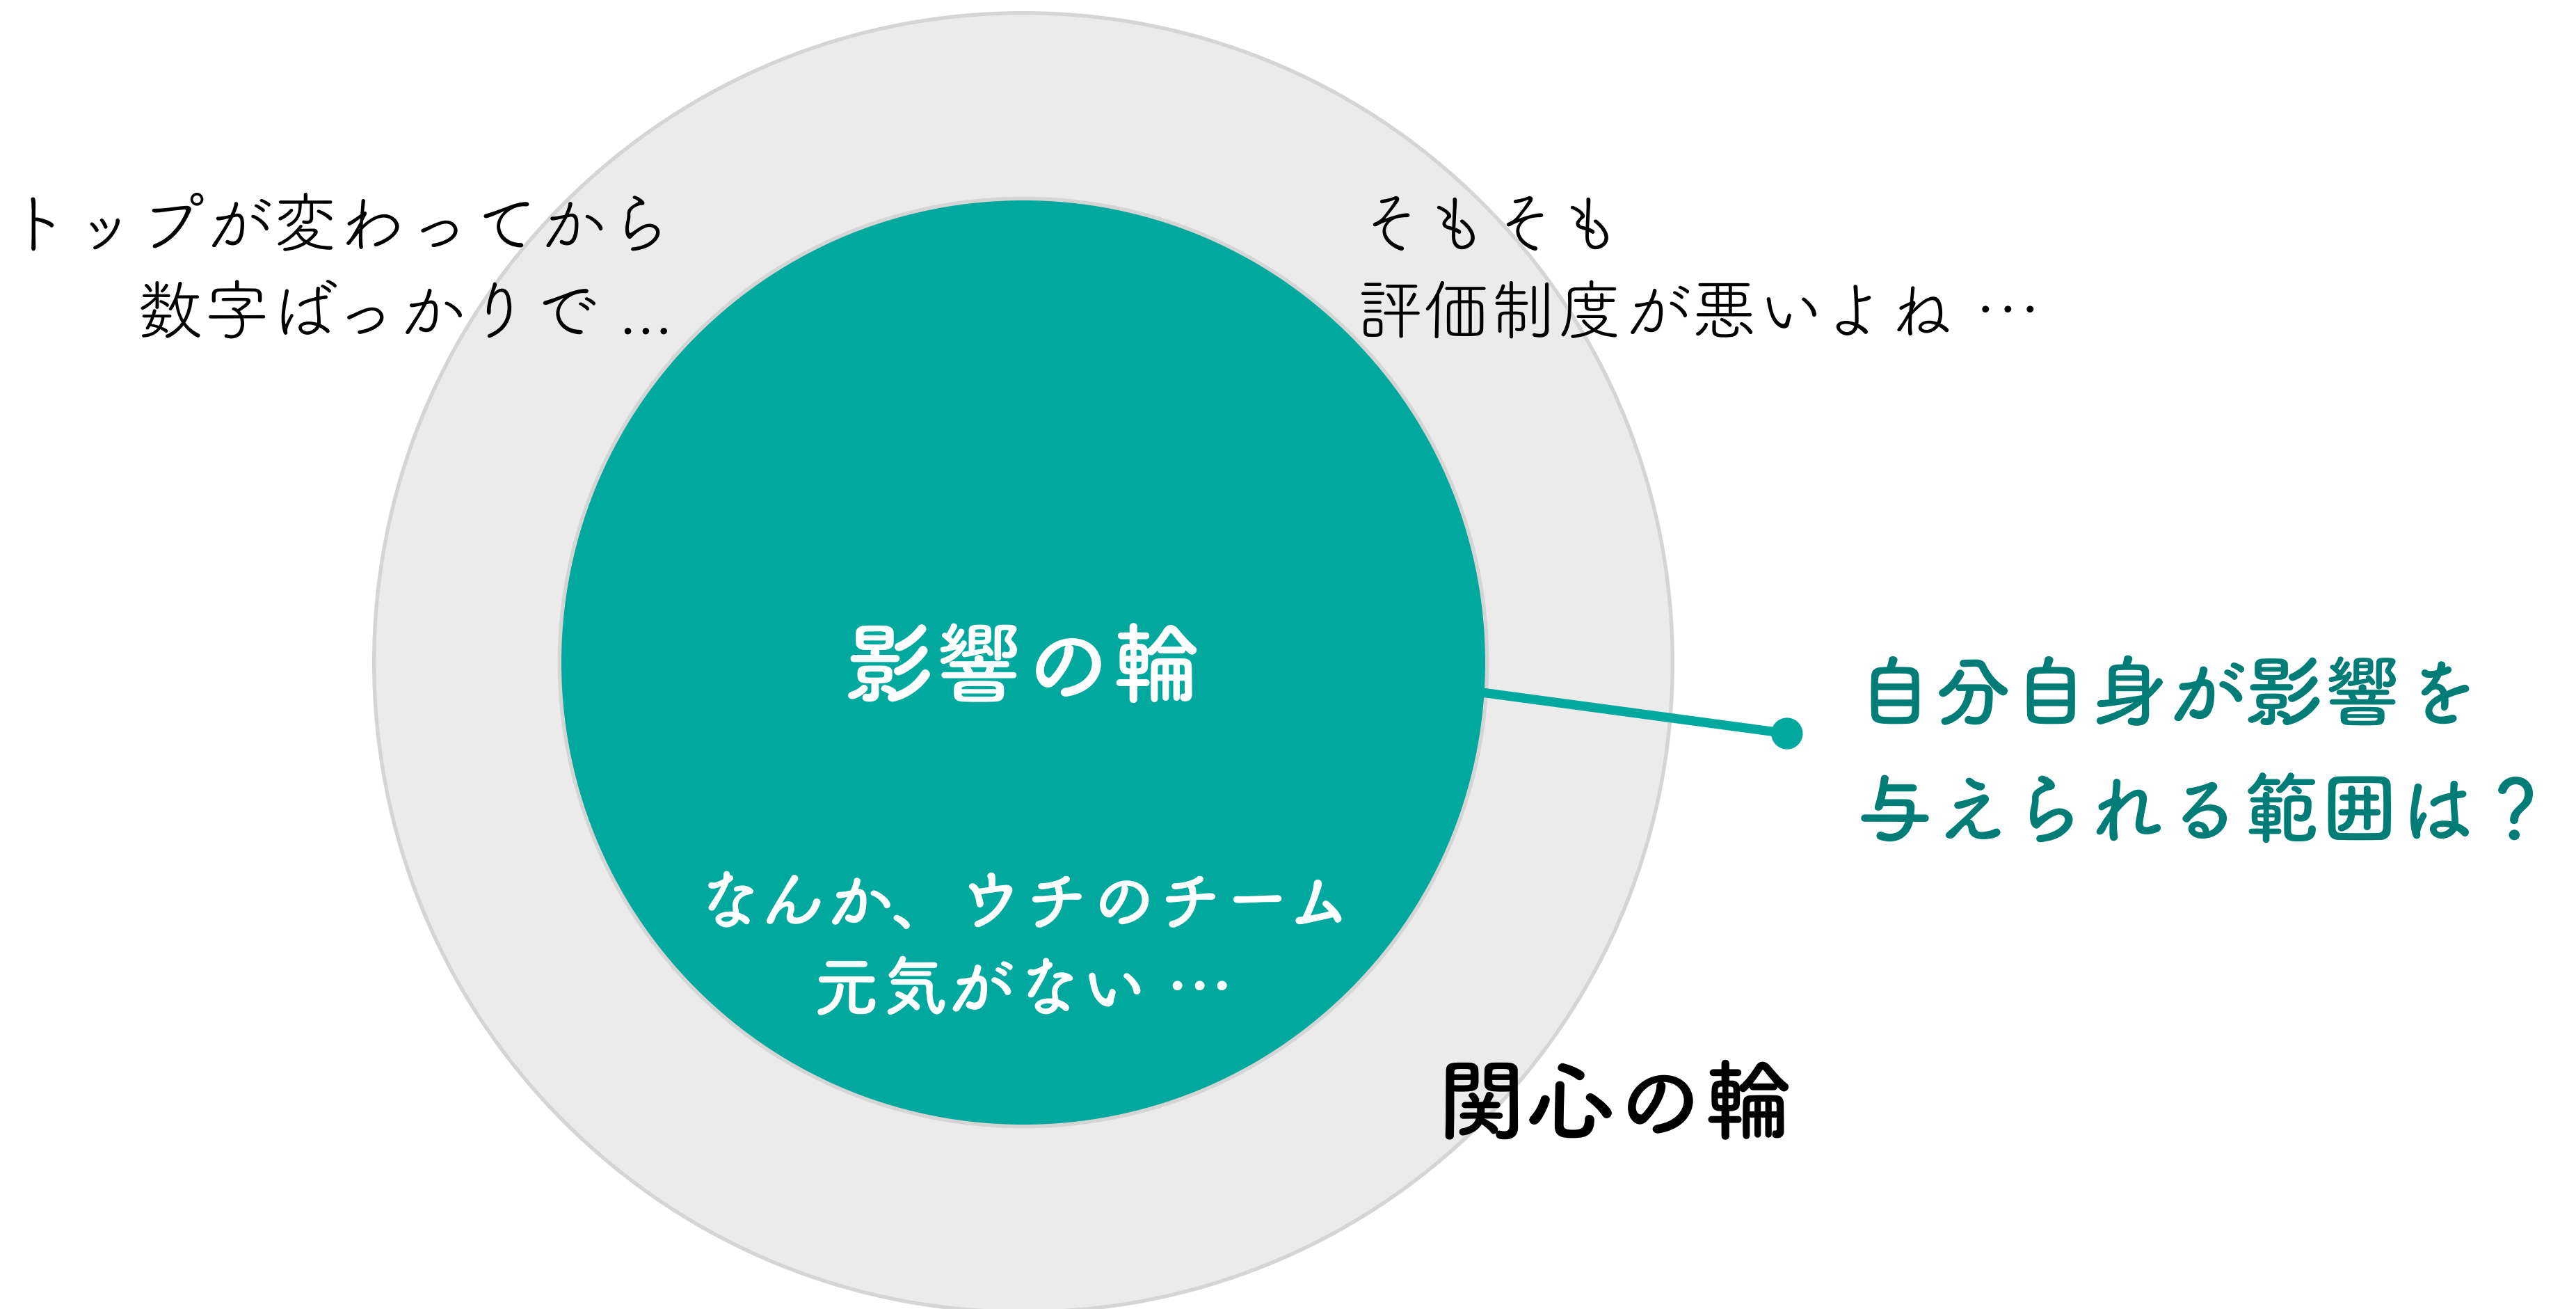 トップが変わってから
数字ばっかりで …
そもそも
評価制度が悪いよね …
影響の輪
自分自身が影響を
与えられる範囲は？
なんか、ウチのチーム
元気がない …
関心の輪